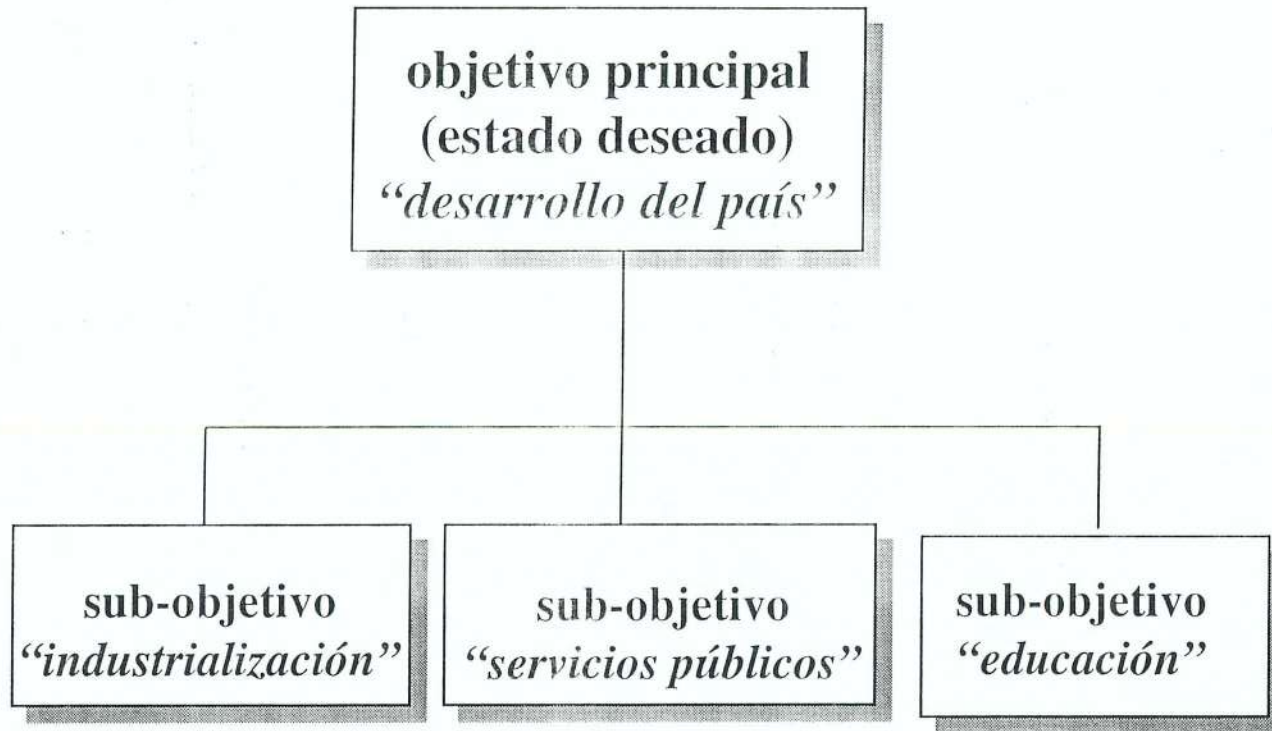 objetivo principal
(estado deseado)
“desarrollo del país”
sub-objetivo
“industrialización”
sub-objetivo
“servicios públicos”
sub-objetivo
“educación”